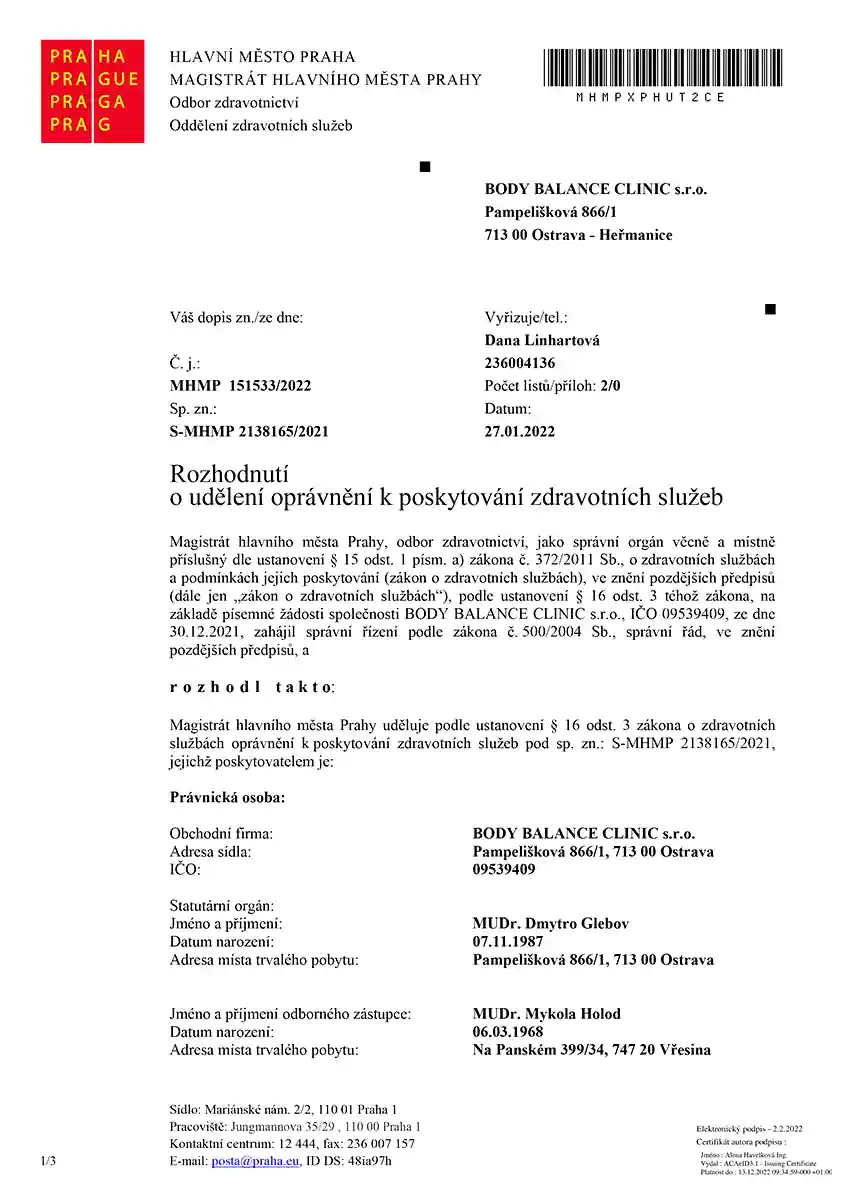 PRAHA
PRAGUE
PRAGA
PRAG
HLAVNÍ MĚSTO PRAHA
MAGISTRÁT HLAVNÍHO MĚSTA PRAHY
Odbor zdravotnictví
Oddělení zdravotních služeb
MHMPXPHUT2CE
BODY BALANCE CLINIC s.r.o.
Pampelišková 866/1
713 00 Ostrava - Heřmanice
Váš dopis zn./ze dne:
Vyřizuje/tel.:
Dana Linhartová
Č. j.:
236004136
MHMP 151533/2022
Počet listů/příloh: 2/0
Sp. zn.:
Datum:
S-MHMP 2138165/2021
27.01.2022
Rozhodnutí
o udělení oprávnění k poskytování zdravotních služeb
Magistrát hlavního města Prahy, odbor zdravotnictví, jako správní orgán věcně a místně
příslušný dle ustanovení § 15 odst. 1 písm. a) zákona č. 372/2011 Sb., o zdravotních službách
a podmínkách jejich poskytování (zákon o zdravotních službách), ve znění pozdějších předpisů
(dále jen „zákon o zdravotních službách“), podle ustanovení § 16 odst. 3 téhož zákona, na
základě písemné žádosti společnosti BODY BALANCE CLINIC s.r.o., IČO 09539409, ze dne
30.12.2021, zahájil správní řízení podle zákona č. 500/2004 Sb., správní řád, ve znění
pozdějších předpisů, a
r o z h o d l t a k t o:
Magistrát hlavního města Prahy uděluje podle ustanovení § 16 odst. 3 zákona o zdravotních
službách oprávnění k poskytování zdravotních služeb pod sp. zn.: S-MHMP 2138165/2021,
jejichž poskytovatelem je:
Právnická osoba:
Obchodní firma: BODY BALANCE CLINIC s.r.o.
Adresa sídla: Pampelišková 866/1, 713 00 Ostrava
IČO: 09539409
Statutární orgán:
Jméno a příjmení: MUDr. Dmytro Glebov
Datum narození: 07.11.1987
Adresa místa trvalého pobytu: Pampelišková 866/1, 713 00 Ostrava
Jméno a příjmení odborného zástupce: MUDr. Mykola Holod
Datum narození: 06.03.1968
Adresa místa trvalého pobytu: Na Panském 399/34, 747 20 Vřesina
Sídlo: Mariánské nám. 2/2, 110 01 Praha 1
Pracoviště: Jungmannova 35/29 , 110 00 Praha 1
Kontaktní centrum: 12 444, fax: 236 007 157
1/3 E-mail: posta@praha.eu, ID DS: 48ia97h
Elektronický podpis - 2.2.2022
Certifikát autora podpisu :
Jméno : Alena Havelková Ing.
Vydal : ACAeID3.1 - Issuing Certificate
Platnost do : 13.12.2022 09:34:59-000 +01:00